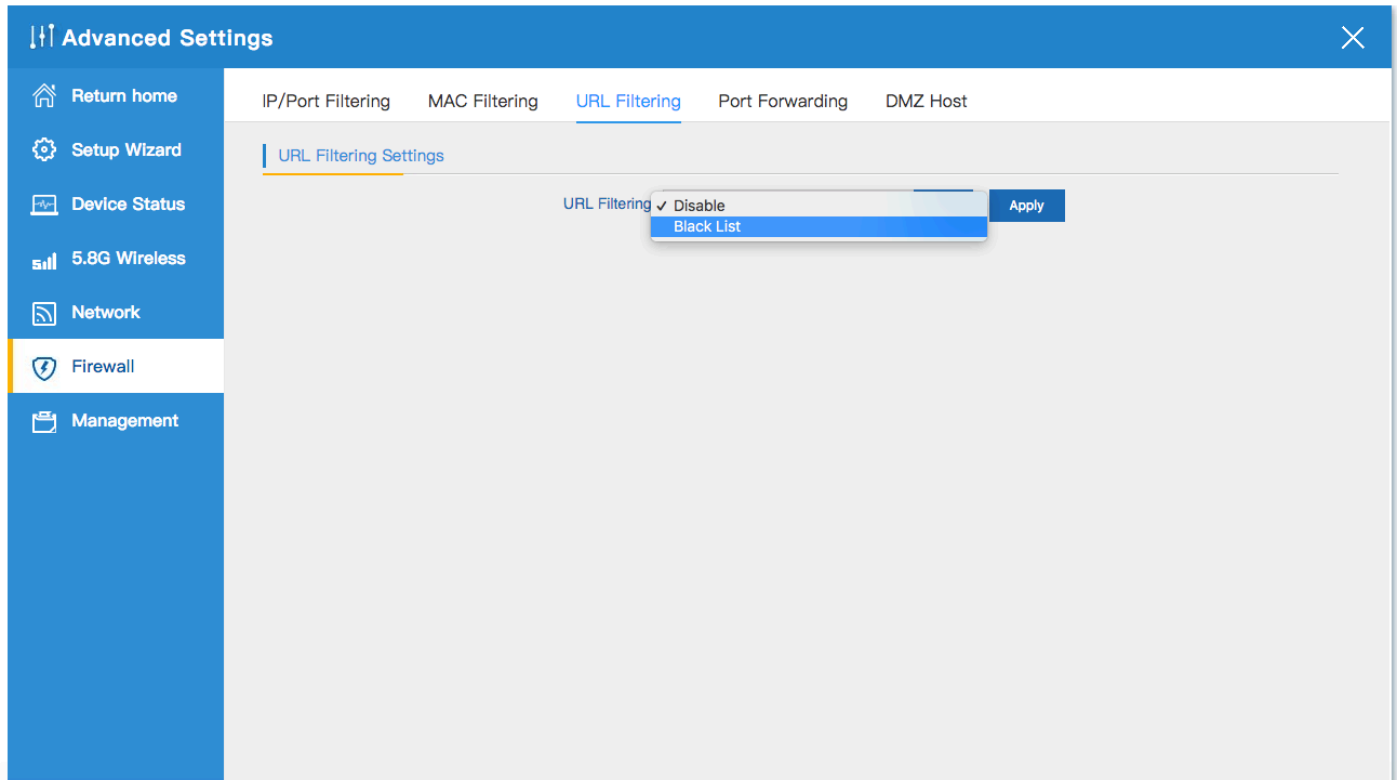 Advanced Settings
Return home
Setup Wizard
Device Status
5.8G Wireless
Network
Firewall
Management
IP/Port Filtering MAC Filtering URL Filtering Port Forwarding DMZ Host
URL Filtering Settings
URL Filtering ✓ Disable Apply
Black List